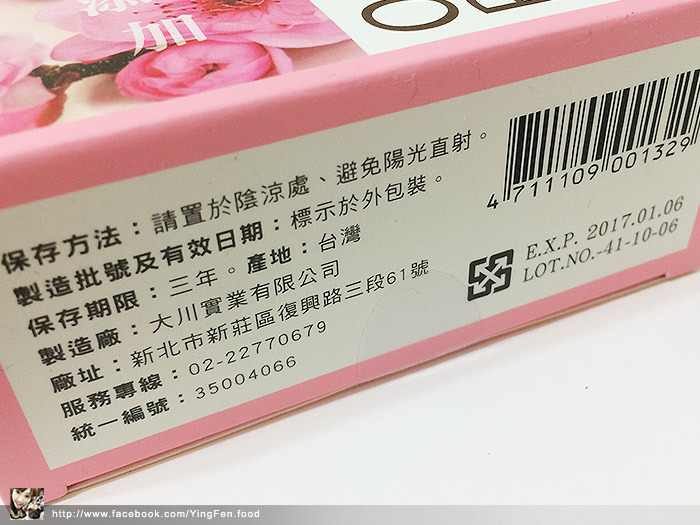 加
保存方法：請置於陰涼處、避免陽光直射。
製造批號及有效日期：標示於外包裝。
保存期限：三年。產地：台灣
製造廠：大川實業有限公司
廠址：新北市新莊區復興路三段61號
服務專線：02-22770679
統一編號：35004066
4 711109 001329
E.X.P. 2017.01.06
LOT.NO.-41-10-06
http://www.facebook.com/YingFen.food